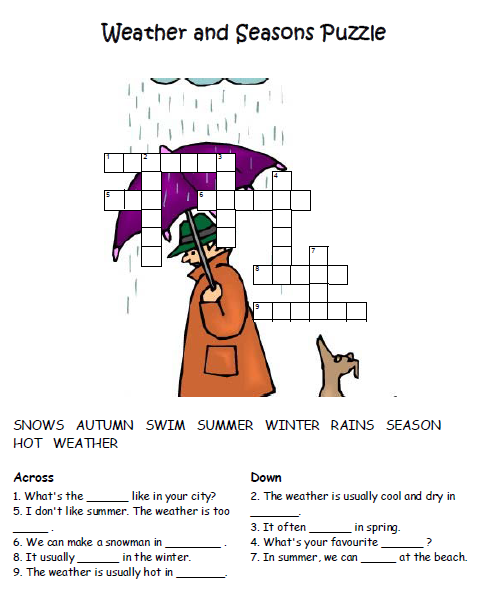 Weather and Seasons Puzzle
1 2 3
4
5 6
7
8
9
SNOWS AUTUMN SWIM SUMMER WINTER RAINS SEASON
HOT WEATHER
Across
1. What's the _______ like in your city?
5. I don't like summer. The weather is too
______ .
6. We can make a snowman in _________ .
8. It usually _______ in the winter.
9. The weather is usually hot in ________.
Down
2. The weather is usually cool and dry in
________.
3. It often _______ in spring.
4. What's your favourite _______ ?
7. In summer, we can ______ at the beach.